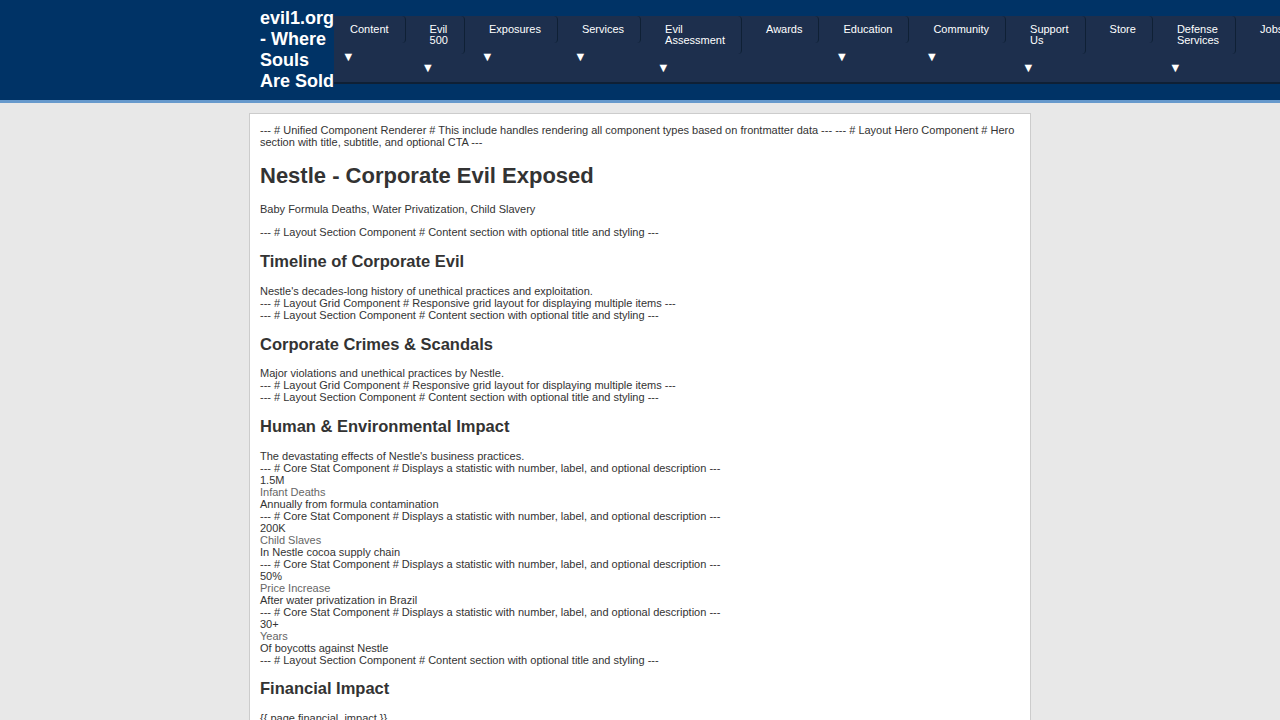 evil1.org
- Where
Souls
Are Sold
Content
▼
Evil
500
▼
Exposures
▼
Services
▼
Evil
Assessment
▼
Awards
Education
▼
Community
▼
Support
Us
▼
Store
Defense
Services
▼
Jobs
--- # Unified Component Renderer # This include handles rendering all component types based on frontmatter data --- --- # Layout Hero Component # Hero
section with title, subtitle, and optional CTA ---
Nestle - Corporate Evil Exposed
Baby Formula Deaths, Water Privatization, Child Slavery
--- # Layout Section Component # Content section with optional title and styling ---
Timeline of Corporate Evil
Nestle's decades-long history of unethical practices and exploitation.
--- # Layout Grid Component # Responsive grid layout for displaying multiple items ---
--- # Layout Section Component # Content section with optional title and styling ---
Corporate Crimes & Scandals
Major violations and unethical practices by Nestle.
--- # Layout Grid Component # Responsive grid layout for displaying multiple items ---
--- # Layout Section Component # Content section with optional title and styling ---
Human & Environmental Impact
The devastating effects of Nestle's business practices.
--- # Core Stat Component # Displays a statistic with number, label, and optional description ---
1.5M
Infant Deaths
Annually from formula contamination
--- # Core Stat Component # Displays a statistic with number, label, and optional description ---
200K
Child Slaves
In Nestle cocoa supply chain
--- # Core Stat Component # Displays a statistic with number, label, and optional description ---
50%
Price Increase
After water privatization in Brazil
--- # Core Stat Component # Displays a statistic with number, label, and optional description ---
30+
Years
Of boycotts against Nestle
--- # Layout Section Component # Content section with optional title and styling ---
Financial Impact
{{ page.financial_impact }}